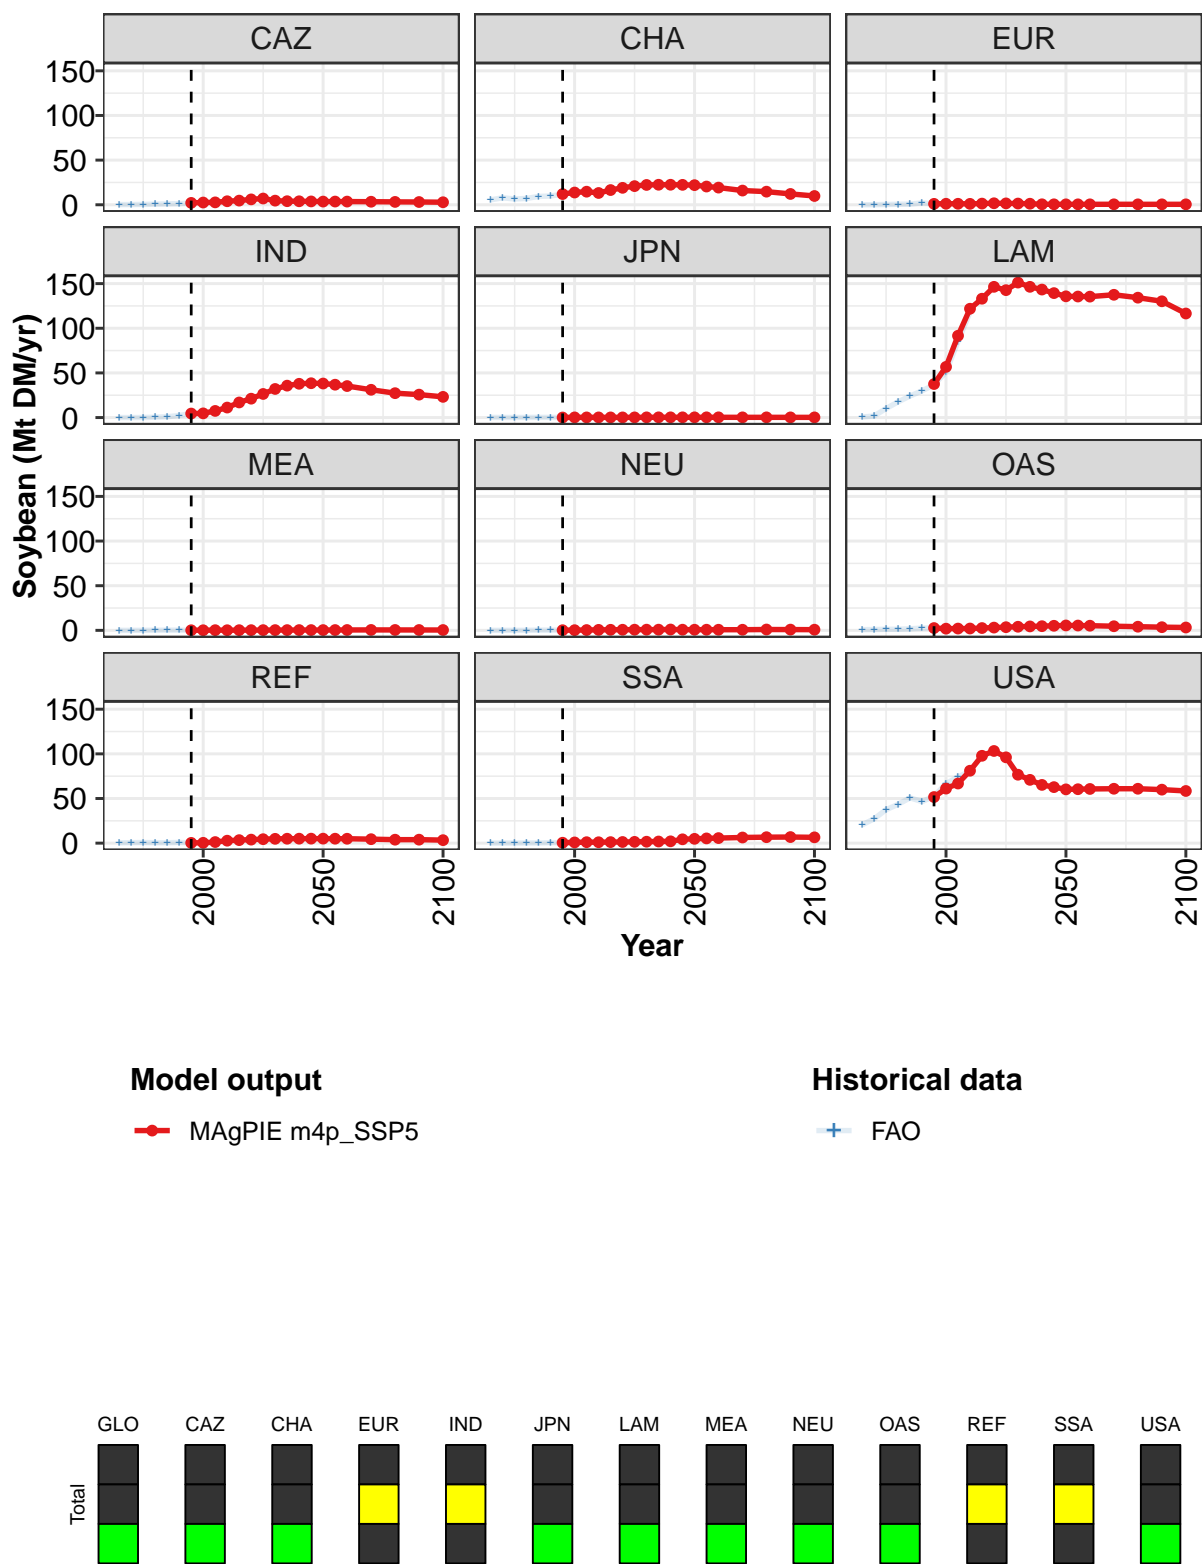 CAZ CHA EUR
150
100
50
0
IND JPN LAM
150
100
50
0
MEA NEU OAS
150
100
50
0
REF SSA USA
150
100
50
0
Soybean (Mt DM/yr)
2000 2050 2100 2000 2050 2100 2000 2050 2100
Year
Model output Historical data
MAgPIE m4p_SSP5 FAO
GLO CAZ CHA EUR IND JPN LAM MEA NEU OAS REF SSA USA
Total